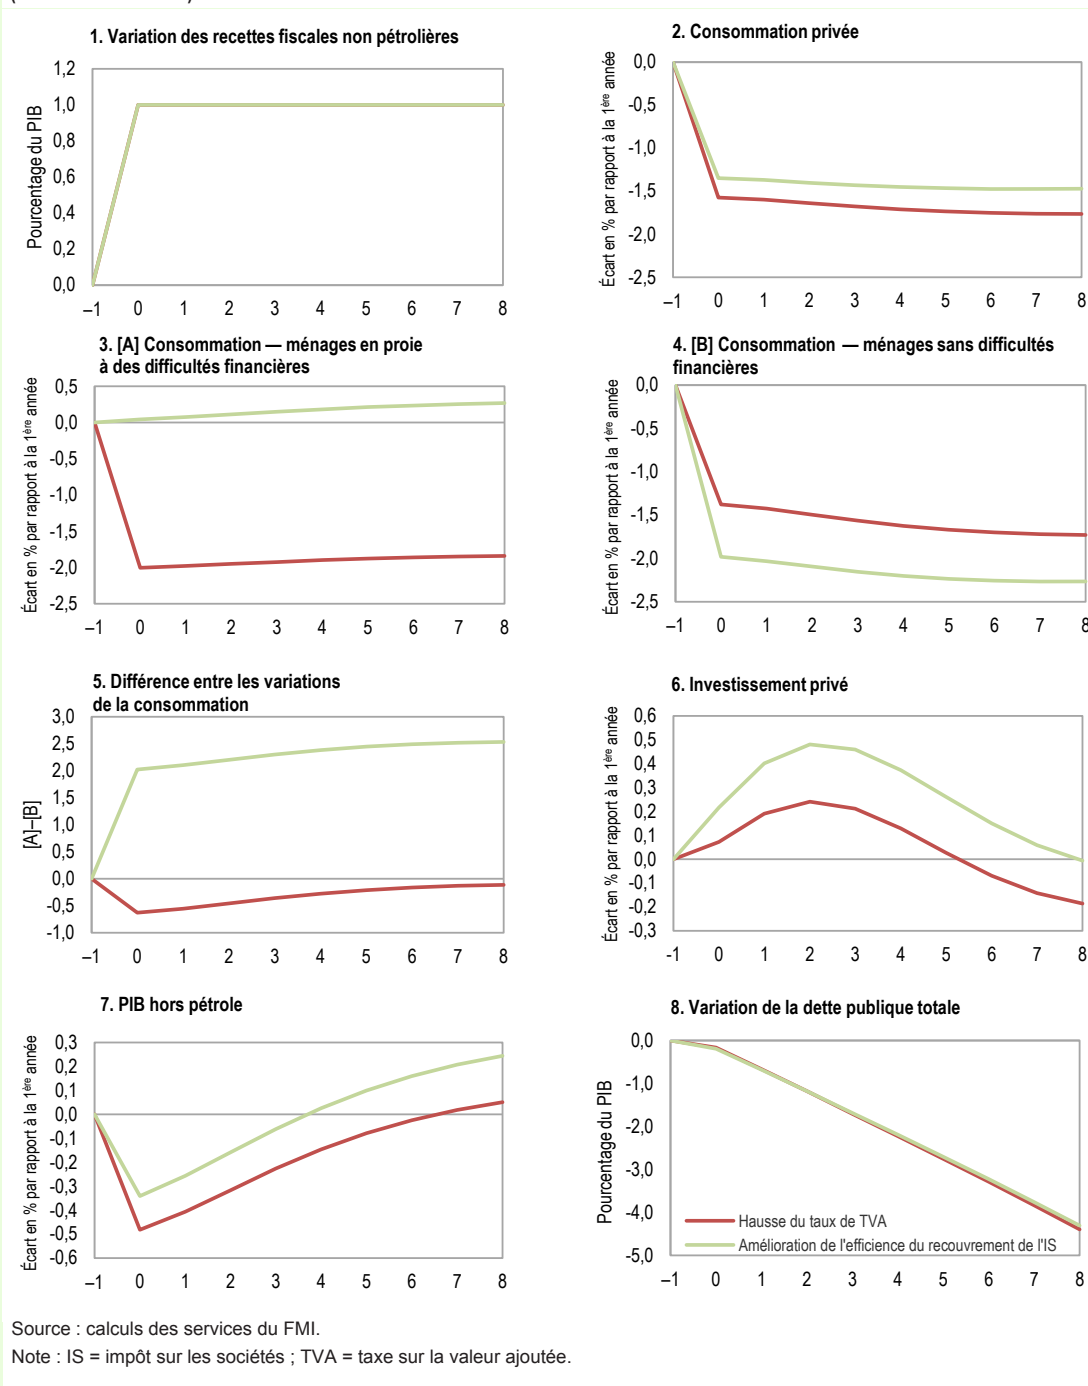 1. Variation des recettes fiscales non pétrolières
Pourcentage du PIB
1,2
1,0
0,8
0,6
0,4
0,2
0,0
–1 0 1 2 3 4 5 6 7 8
2. Consommation privée
Écart en % par rapport à la 1ère année
0,0
-0,5
-1,0
-1,5
-2,0
-2,5
–1 0 1 2 3 4 5 6 7 8
3. [A] Consommation — ménages en proie
à des difficultés financières
Écart en % par rapport à la 1ère année
0,5
0,0
-0,5
-1,0
-1,5
-2,0
-2,5
–1 0 1 2 3 4 5 6 7 8
4. [B] Consommation — ménages sans difficultés
financières
Écart en % par rapport à la 1ère année
0,0
-0,5
-1,0
-1,5
-2,0
-2,5
–1 0 1 2 3 4 5 6 7 8
5. Différence entre les variations
de la consommation
[A]–[B]
3,0
2,5
2,0
1,5
1,0
0,5
0,0
-0,5
-1,0
–1 0 1 2 3 4 5 6 7 8
6. Investissement privé
Écart en % par rapport à la 1ère année
0,6
0,5
0,4
0,3
0,2
0,1
0,0
-0,1
-0,2
-0,3
-1 0 1 2 3 4 5 6 7 8
7. PIB hors pétrole
Écart en % par rapport à la 1ère année
0,3
0,2
0,1
0,0
-0,1
-0,2
-0,3
-0,4
-0,5
-0,6
–1 0 1 2 3 4 5 6 7 8
8. Variation de la dette publique totale
Pourcentage du PIB
0,0
-1,0
-2,0
-3,0
-4,0
-5,0
Hausse du taux de TVA
Amélioration de l'efficience du recouvrement de l'IS
–1 0 1 2 3 4 5 6 7 8
Source : calculs des services du FMI.
Note : IS = impôt sur les sociétés ; TVA = taxe sur la valeur ajoutée.